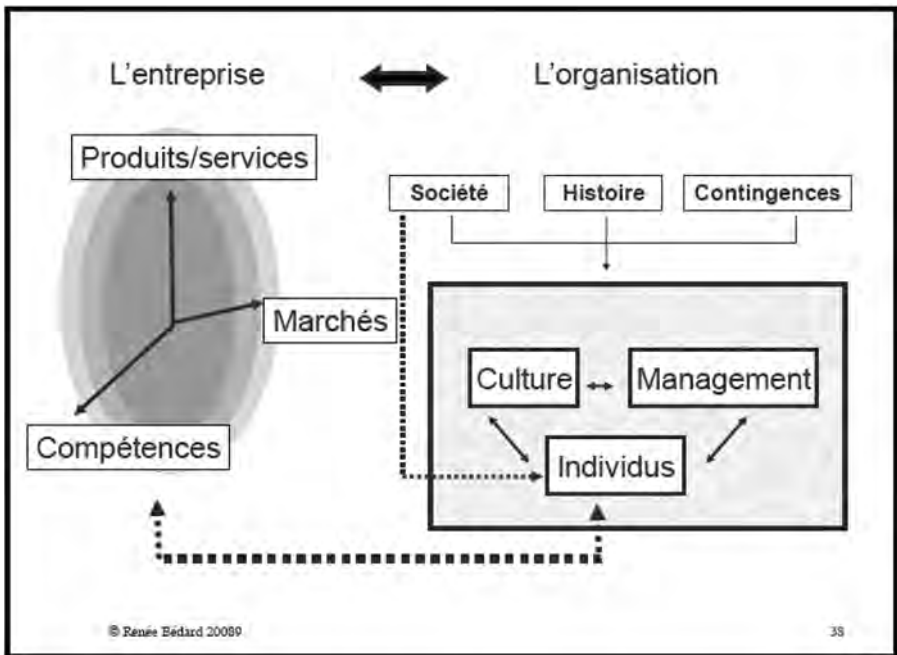 L'entreprise
L'organisation
Produits/services
Marchés
Compétences
Société
Histoire
Contingences
Culture
Management
Individus
© Renée Bédard 20089
38